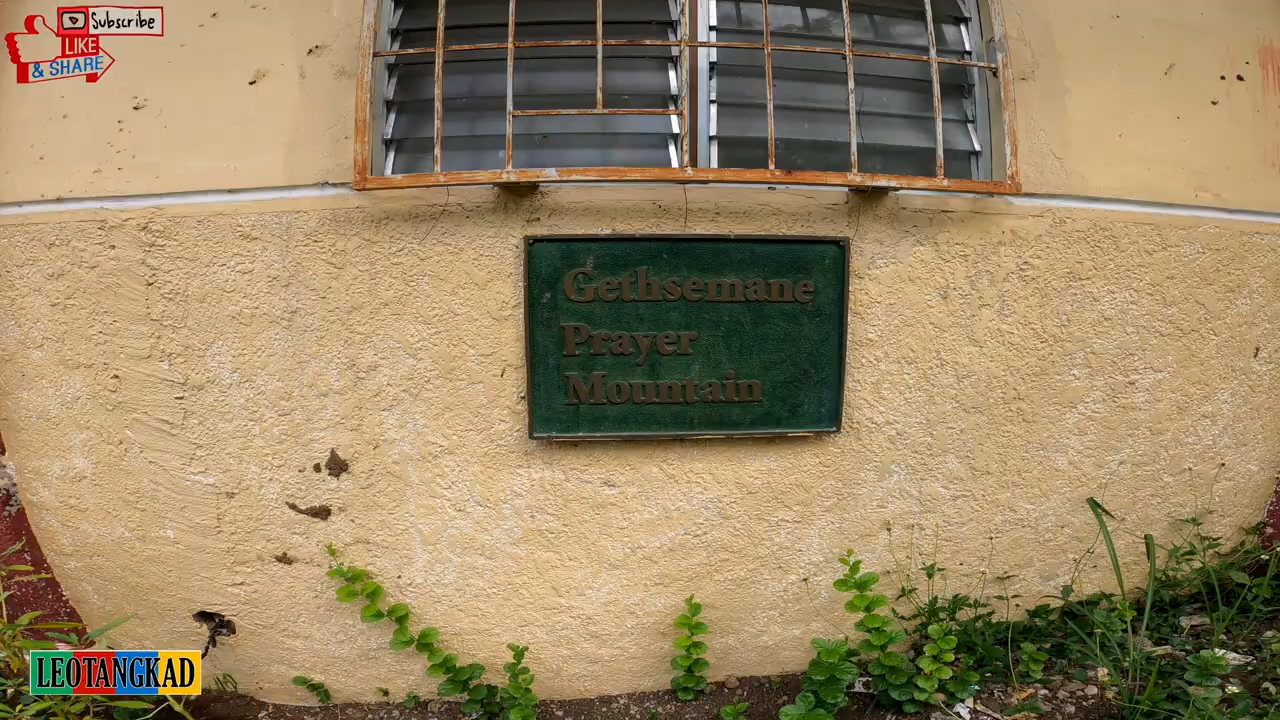 Subscribe
LIKE
& SHARE
Gethsemane
Prayer
Mountain
LEOTANGKAD